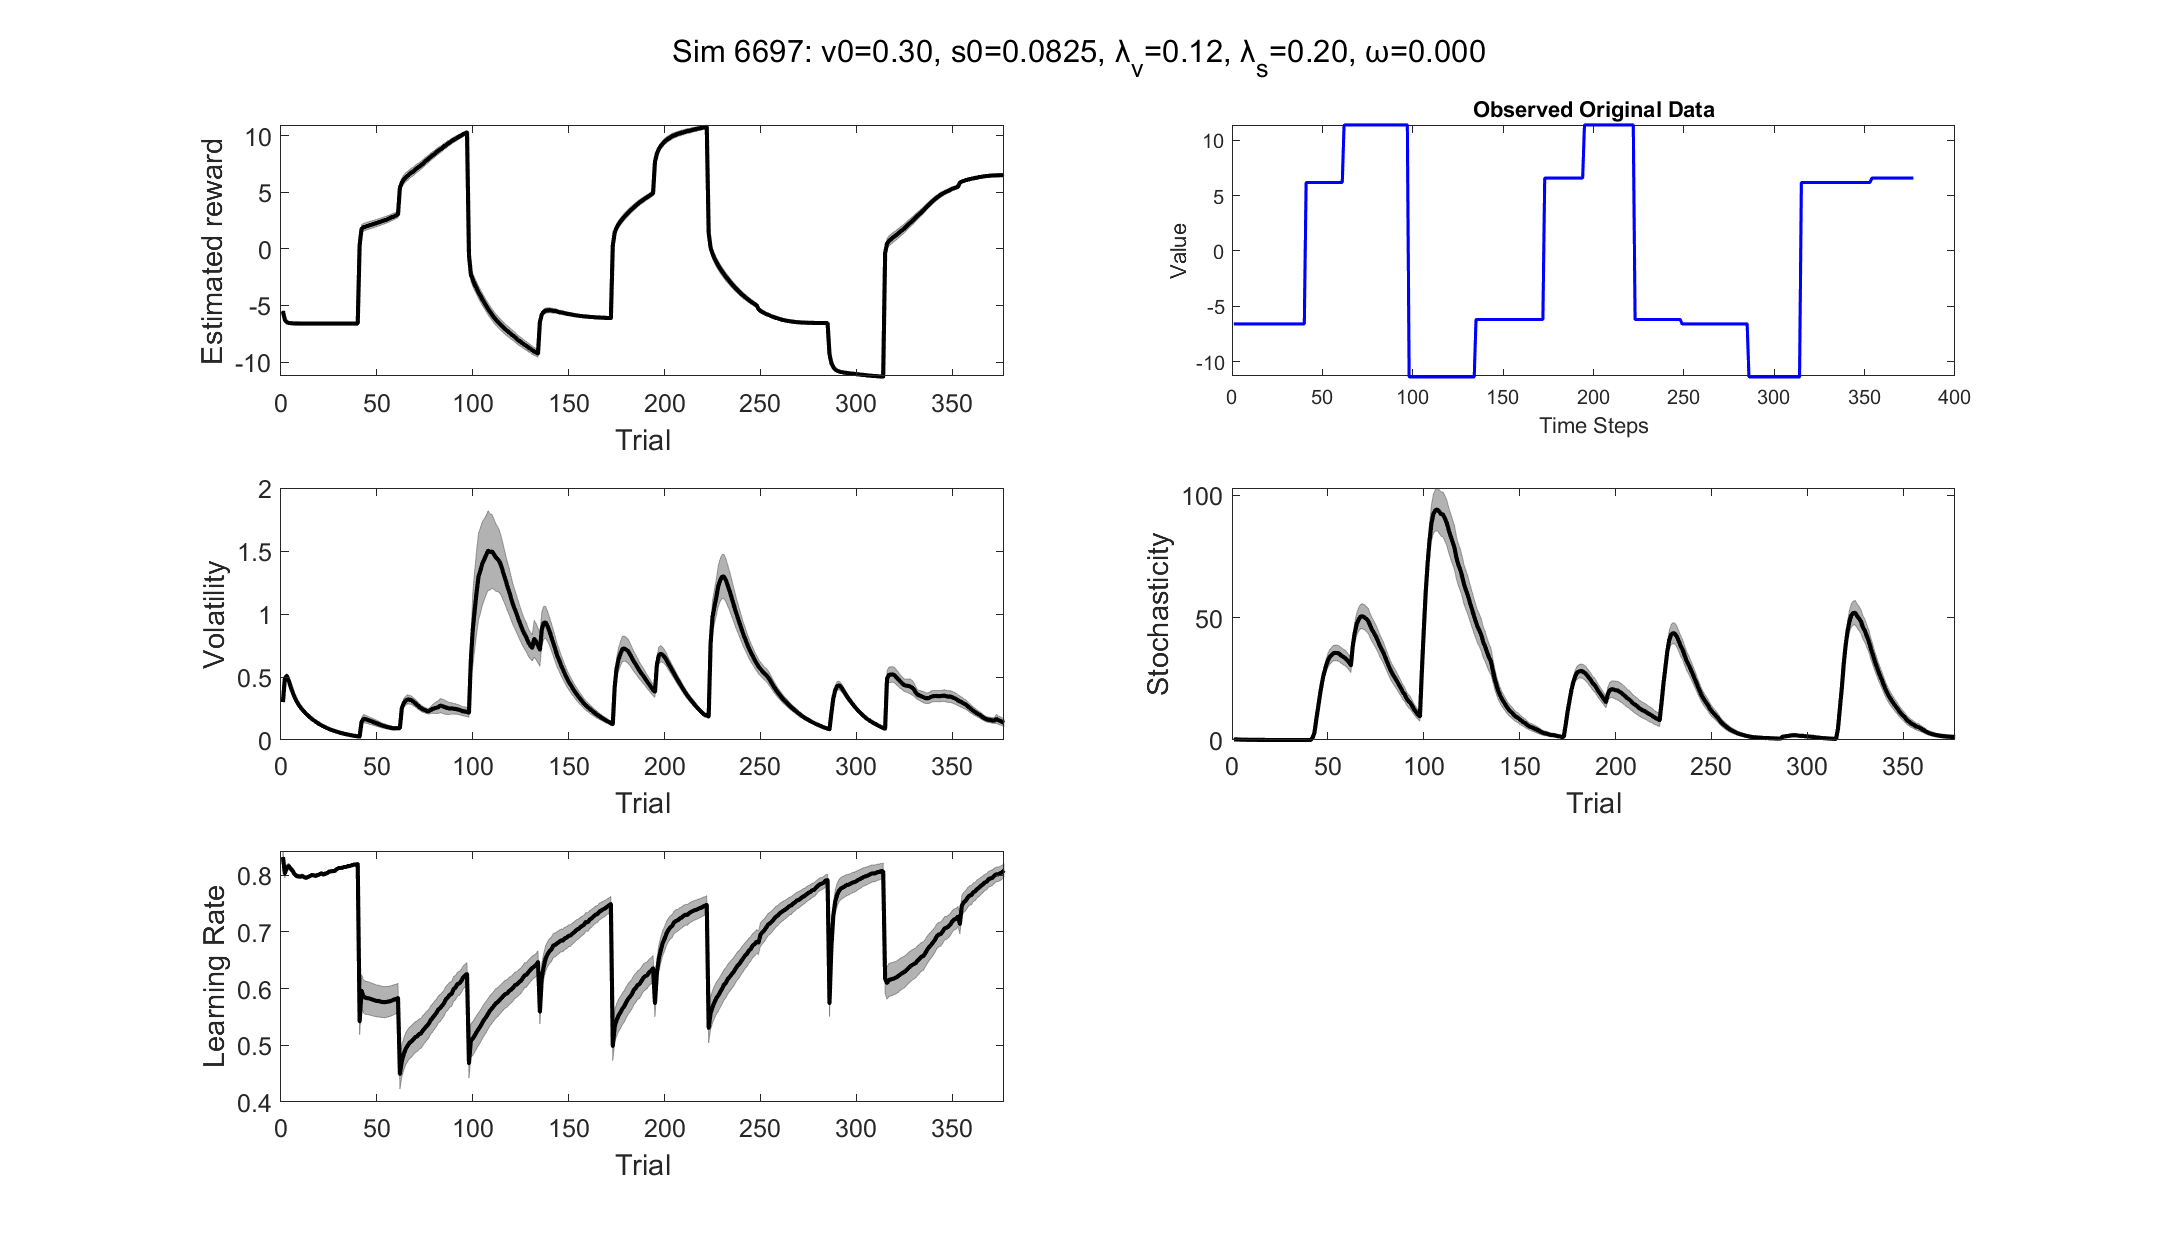 Sim 6697: v0=0.30, s0=0.0825, λv=0.12, λs=0.20, ω=0.000
Estimated reward
10
5
0
-5
-10
0 50 100 150 200 250 300 350
Trial
Observed Original Data
Value
10
5
0
-5
-10
0 50 100 150 200 250 300 350 400
Time Steps
Volatility
2
1.5
1
0.5
0
0 50 100 150 200 250 300 350
Trial
Stochasticity
100
50
0
0 50 100 150 200 250 300 350
Trial
Learning Rate
0.8
0.7
0.6
0.5
0.4
0 50 100 150 200 250 300 350
Trial